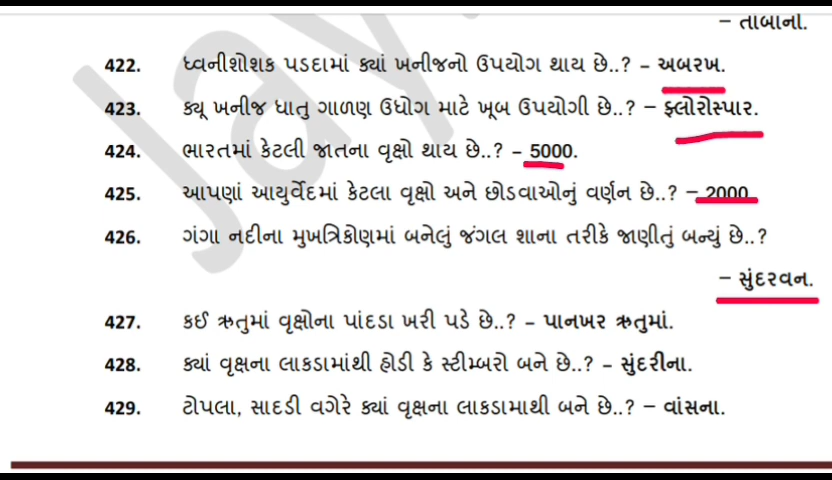 – તાંબાનો.
422. ધ્વનીશોશક પડદામાં ક્યાં ખનીજનો ઉપયોગ થાય છે..? – અબરખ.
423. ક્યૂ ખનીજ ધાતુ ગાળણ ઉધોગ માટે ખૂબ ઉપયોગી છે..? – ફ્લોરોસ્પાર.
424. ભારતમાં કેટલી જાતના વૃક્ષો થાય છે..? – 5000.
425. આપણાં આયુર્વેદમાં કેટલા વૃક્ષો અને છોડવાઓનું વર્ણન છે..? – 2000
426. ગંગા નદીના મુખત્રિકોણમાં બનેલું જંગલ શાના તરીકે જાણીતું બન્યું છે..?
– સુંદરવન.
427. કઈ ઋતુમાં વૃક્ષોના પાંદડા ખરી પડે છે..? – પાનખર ઋતુમાં.
428. ક્યાં વૃક્ષના લાકડામાંથી હોડી કે સ્ટીમ્બરો બને છે..? – સુંદરીના.
429. ટોપલા, સાદડી વગેરે ક્યાં વૃક્ષના લાકડામાથી બને છે..? – વાંસના.